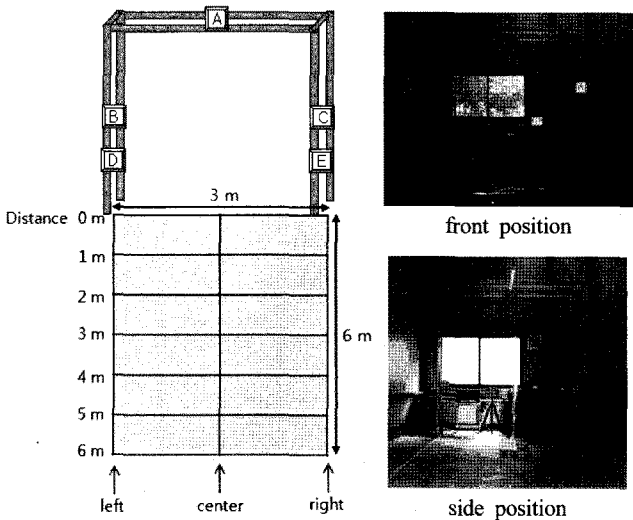 A
B
C
D
E
3 m
Distance 0 m
1 m
2 m
3 m
6 m
4 m
5 m
6 m
left center right
front position
side position